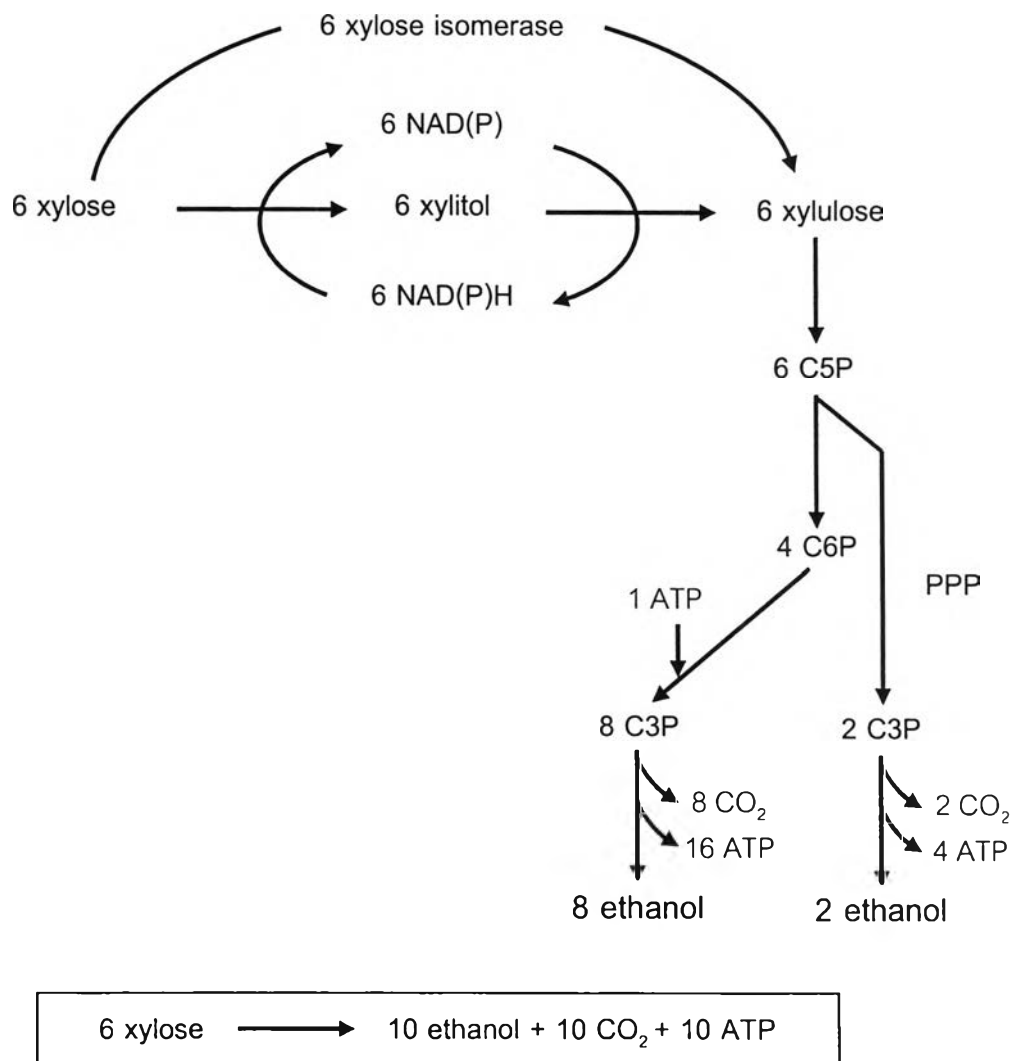 6 xylose isomerase
6 NAD(P)
6 xylose
6 xylitol
6 xylulose
6 NAD(P)H
6 C5P
4 C6P
1 ATP
PPP
8 C3P
2 C3P
8 CO₂
2 CO₂
16 ATP
4 ATP
8 ethanol
2 ethanol
6 xylose → 10 ethanol + 10 CO₂ + 10 ATP